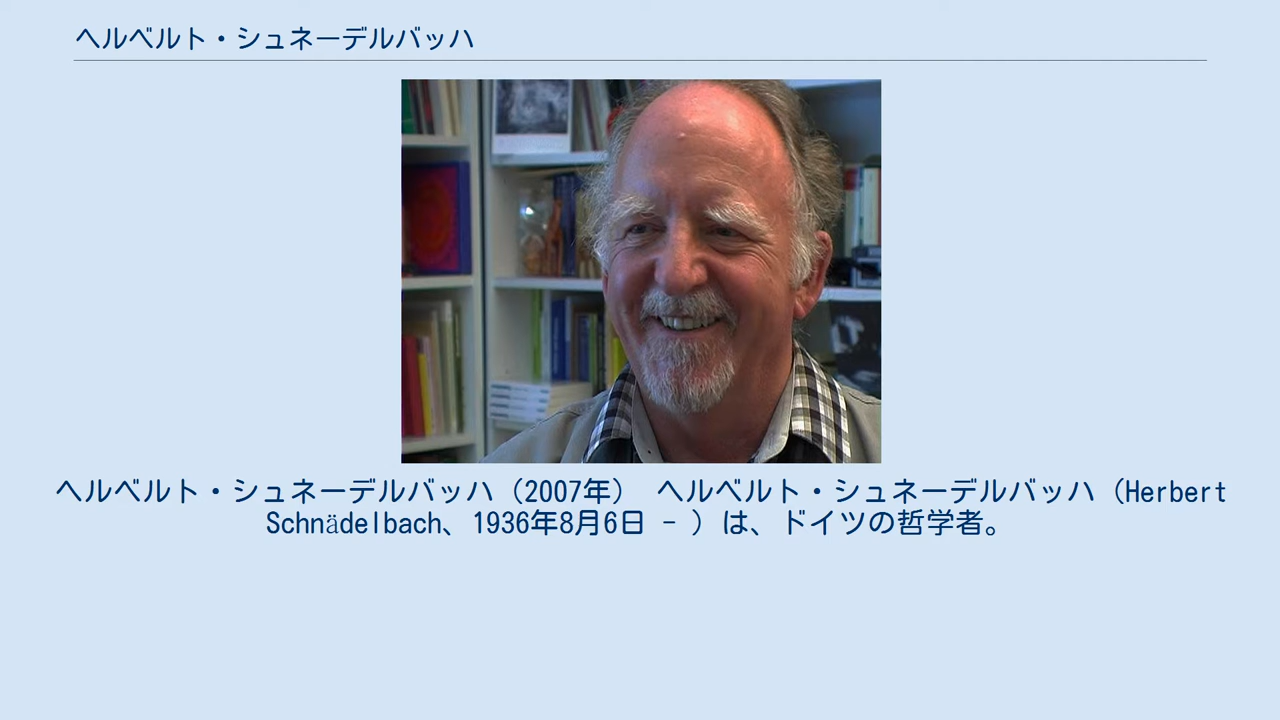 ヘルベルト・シュネーデルバッハ
ヘルベルト・シュネーデルバッハ（2007年） ヘルベルト・シュネーデルバッハ（Herbert
Schnädelbach、1936年8月6日 - ）は、ドイツの哲学者。